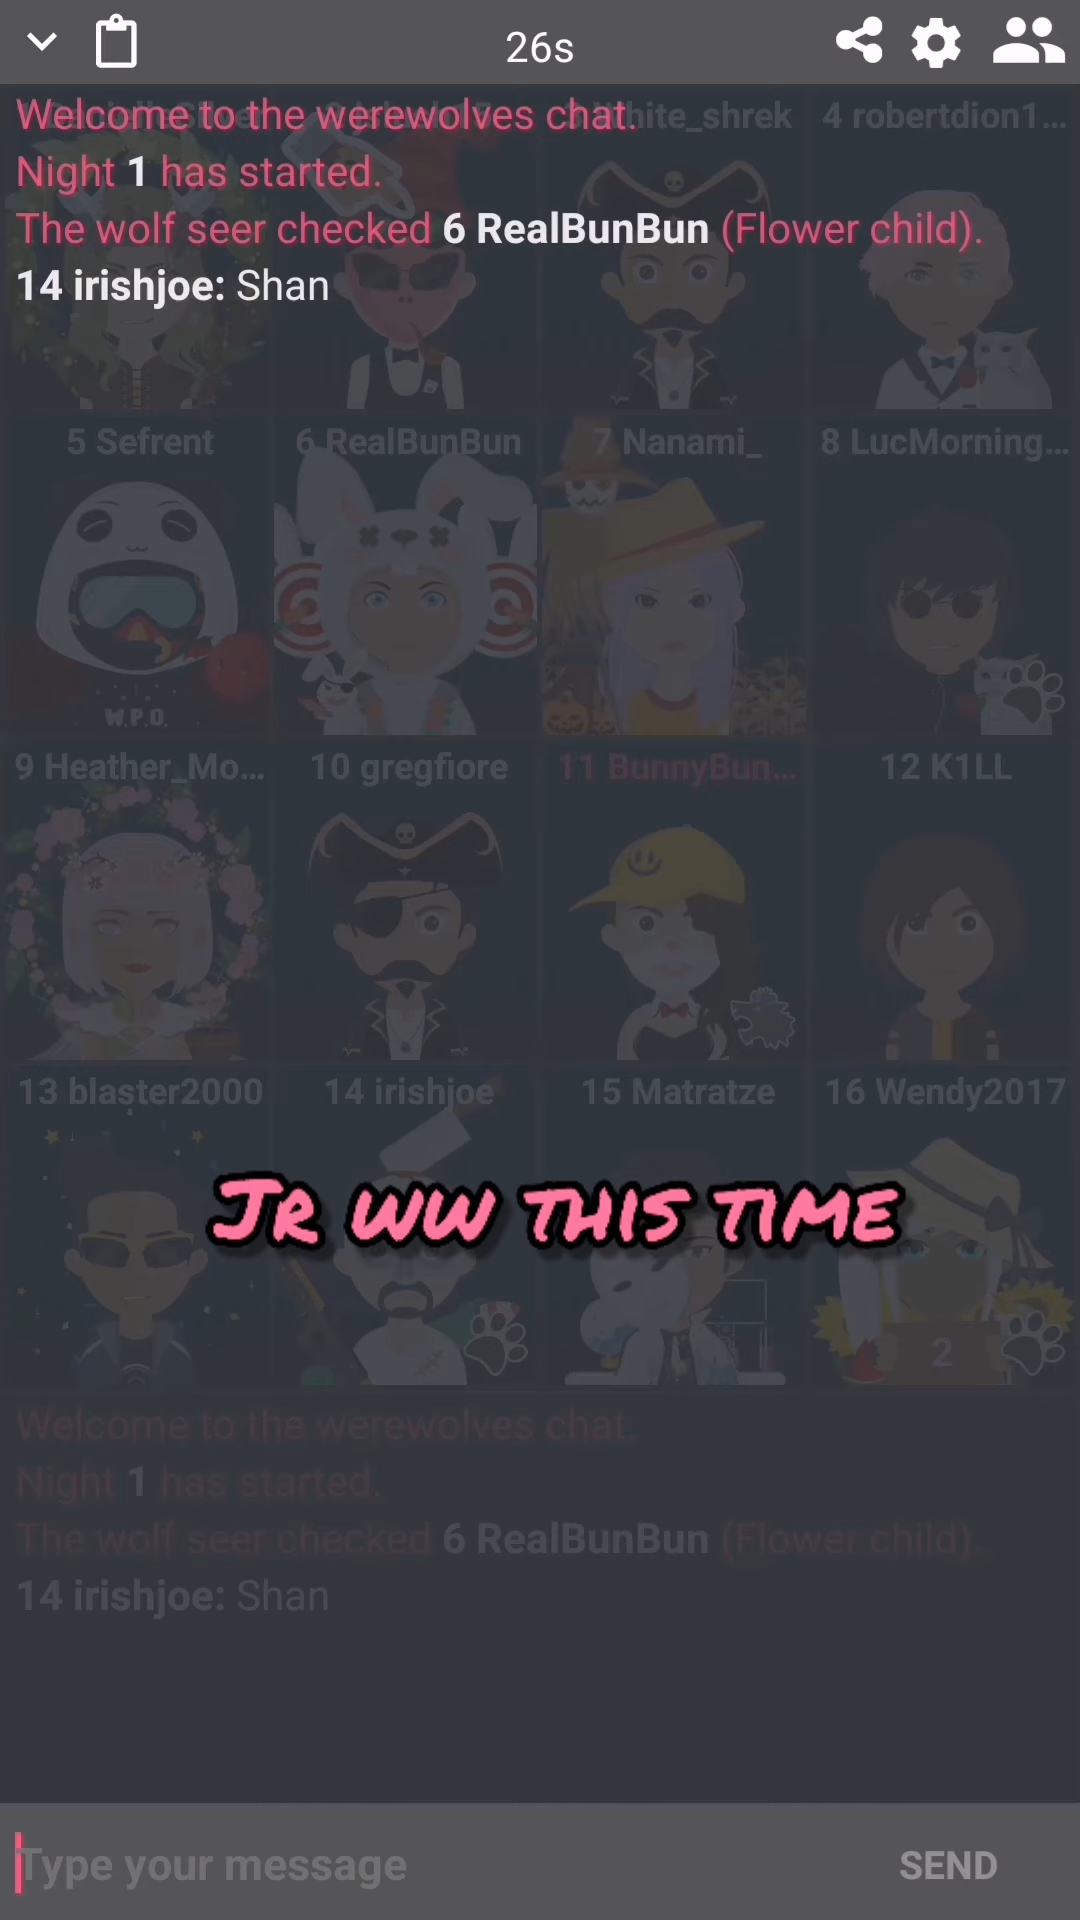 26s
Welcome to the werewolves chat.
Night 1 has started.
The wolf seer checked 6 RealBunBun (Flower child).
14 irishjoe: Shan
hite_shrek
4 robertdion1...
5 Sefrent
6 RealBunBun
7 Nanami_
8 LucMorning...
W.P.O.
9 Heather_Mo...
10 gregfiore
11 BunnyBun...
12 K1LL
13 blaster2000
14 irishjoe
15 Matratze
16 Wendy2017
Jr ww this time
2
Welcome to the werewolves chat.
Night 1 has started.
The wolf seer checked 6 RealBunBun (Flower child).
14 irishjoe: Shan
Type your message
SEND